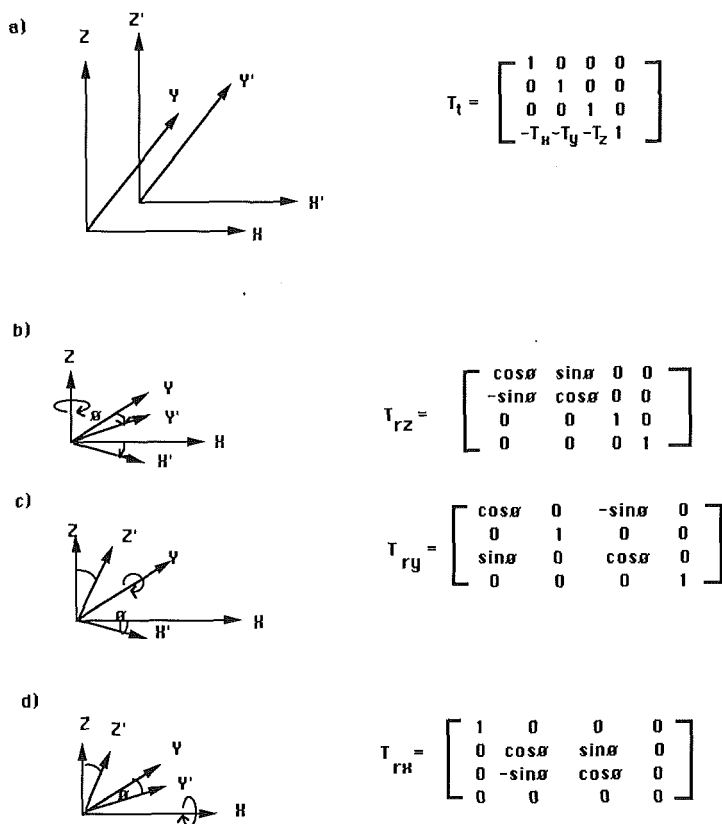 a)
Z
Z'
Y
Y'
X'
X
T_t =
1 0 0 0
0 1 0 0
0 0 1 0
-T_x -T_y -T_z 1
b)
Z
Y
ø
Y'
X
X'
T_rz =
cosø sinø 0 0
-sinø cosø 0 0
0 0 1 0
0 0 0 1
c)
Z
Z'
Y
ø
X'
X
T_ry =
cosø 0 -sinø 0
0 1 0 0
sinø 0 cosø 0
0 0 0 1
d)
Z
Z'
Y
ø
Y'
X
T_rx =
1 0 0 0
0 cosø sinø 0
0 -sinø cosø 0
0 0 0 0